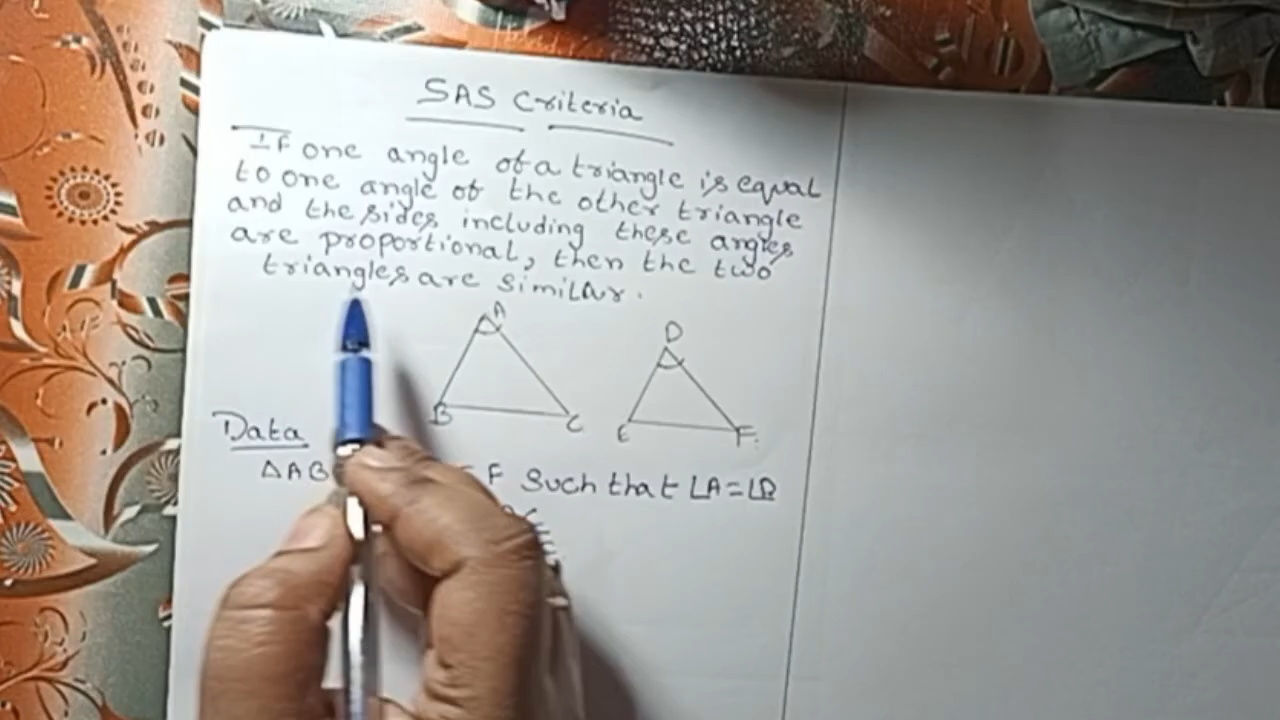 SAS Criteria
If one angle of a triangle is equal
to one angle of the other triangle
and the sides including these angles
are proportional, then the two
triangles are similar.
A
D
B
C
E
F
Data
△AB F Such that ∠A=∠D